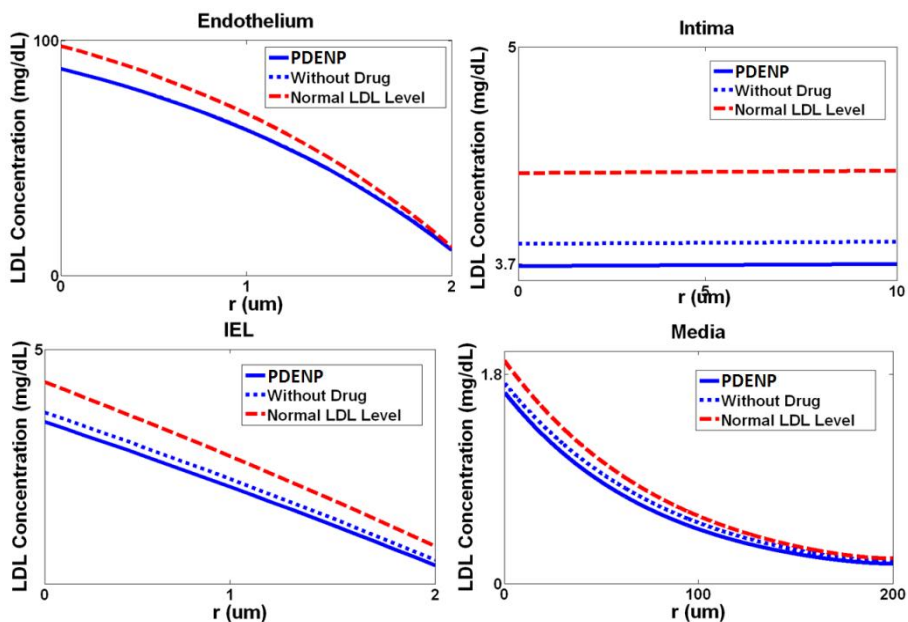 Endothelium
100
LDL Concentration (mg/dL)
PDENP
Without Drug
Normal LDL Level
0
0
1
2
r (um)
Intima
5
LDL Concentration (mg/dL)
PDENP
Without Drug
Normal LDL Level
3.7
0
5
10
r (um)
IEL
5
LDL Concentration (mg/dL)
PDENP
Without Drug
Normal LDL Level
0
1
2
r (um)
Media
1.8
LDL Concentration (mg/dL)
PDENP
Without Drug
Normal LDL Level
0
0
100
200
r (um)